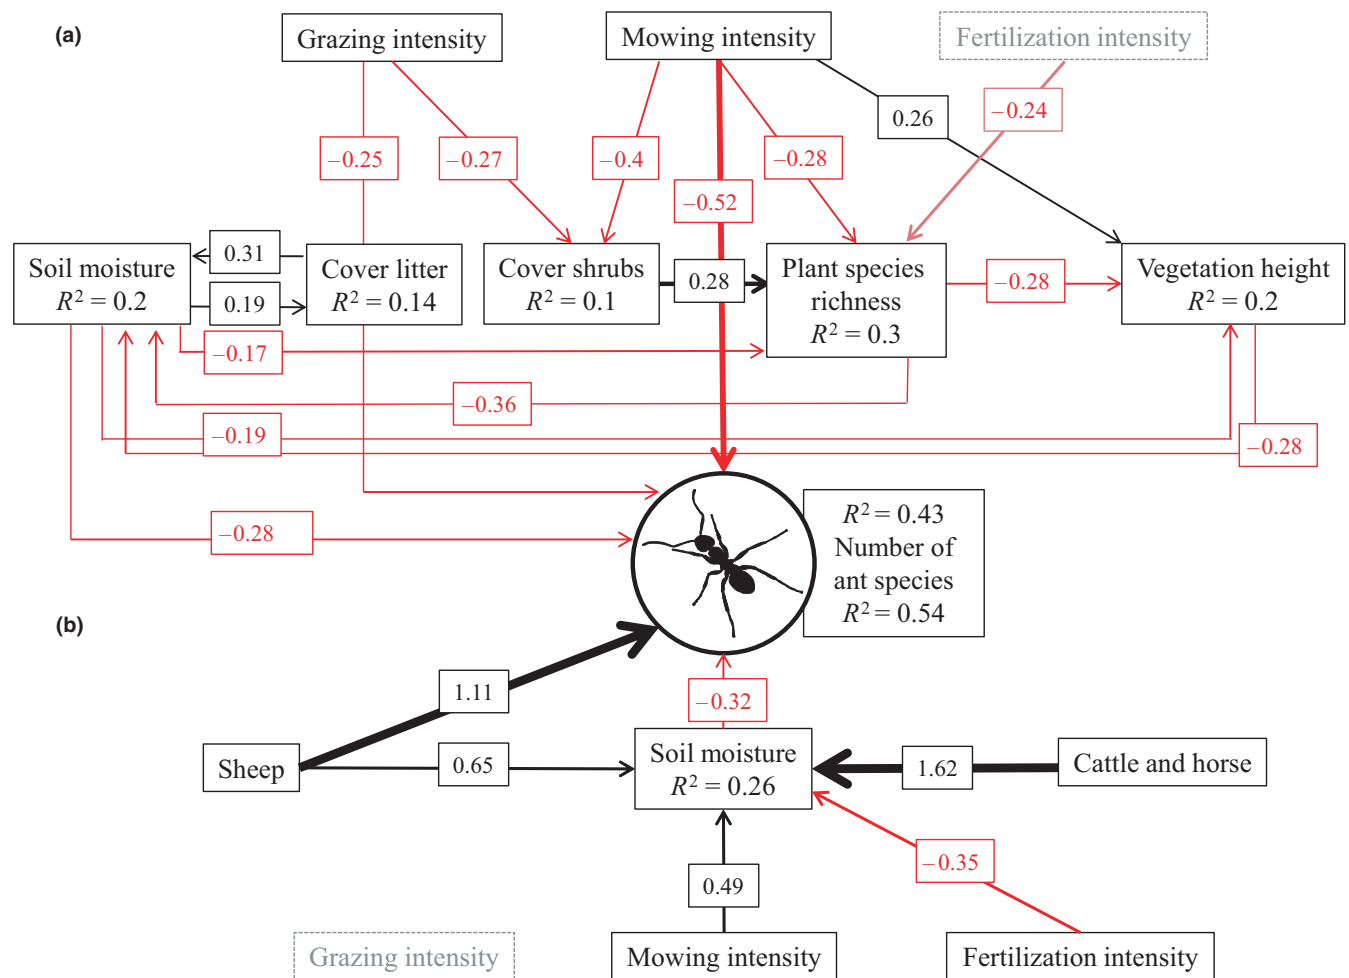 (a)
Grazing intensity
Mowing intensity
Fertilization intensity
0.26
−0.24
−0.25
−0.27
−0.4
−0.28
−0.52
Soil moisture
R² = 0.2
0.31
0.19
Cover litter
R² = 0.14
Cover shrubs
R² = 0.1
0.28
Plant species
richness
R² = 0.3
−0.28
Vegetation height
R² = 0.2
−0.17
−0.36
−0.19
−0.28
−0.28
R² = 0.43
Number of
ant species
R² = 0.54
(b)
1.11
−0.32
Sheep
0.65
Soil moisture
R² = 0.26
1.62
Cattle and horse
0.49
−0.35
Grazing intensity
Mowing intensity
Fertilization intensity